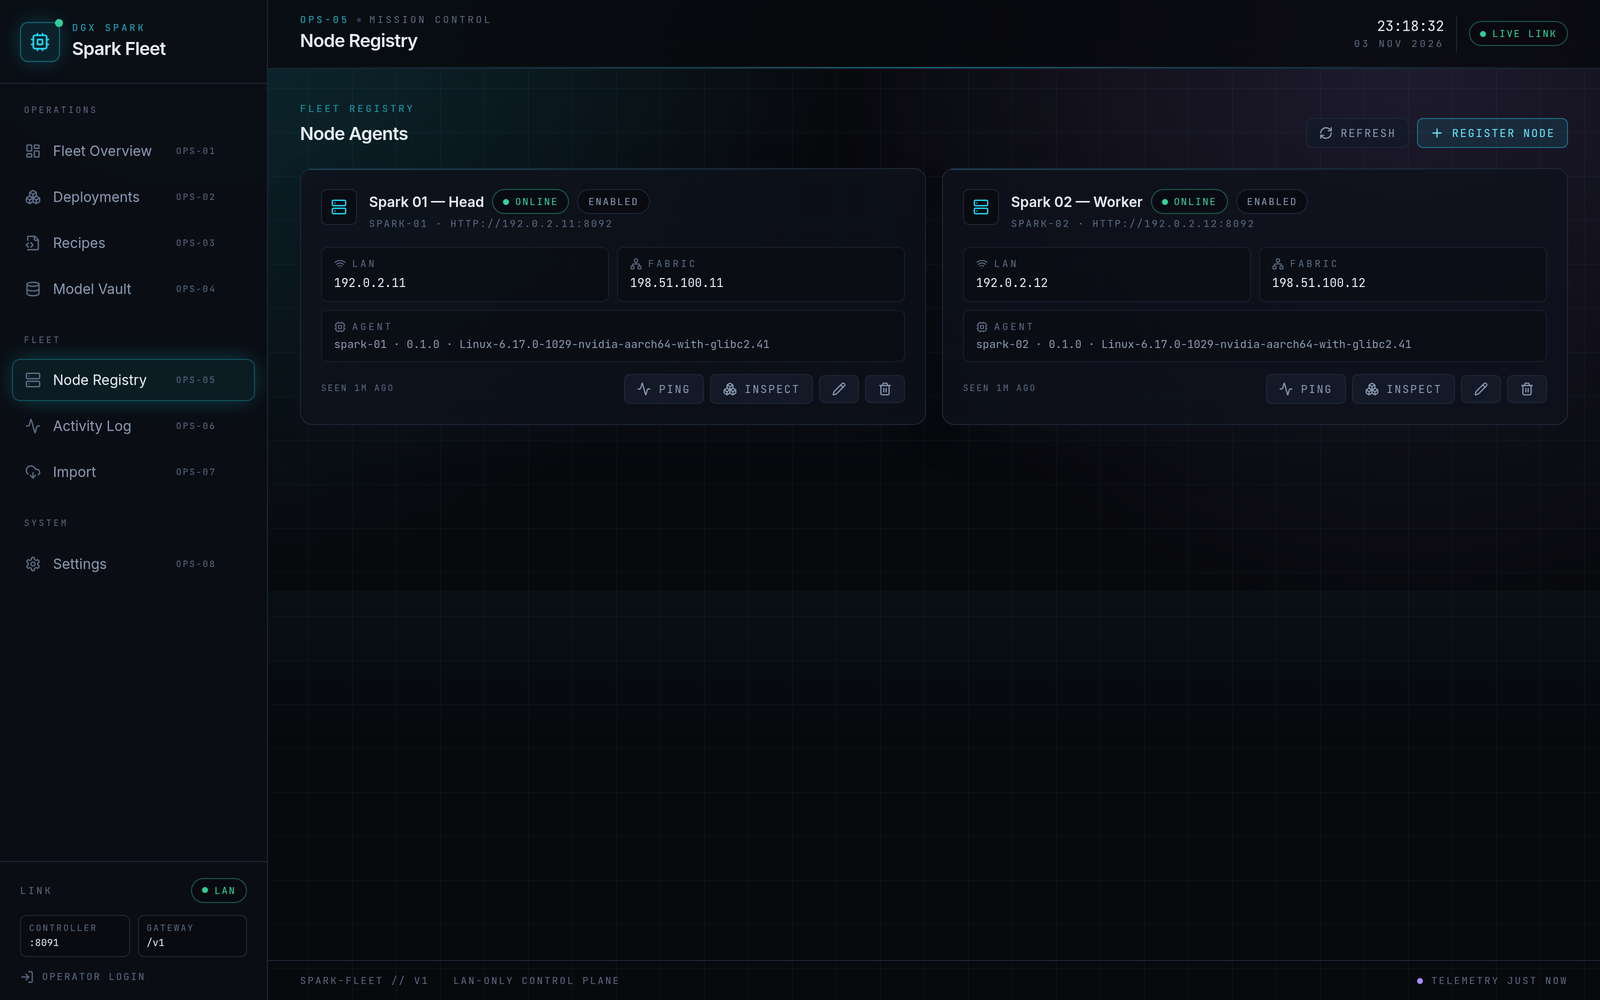 DGX SPARK
Spark Fleet
OPERATIONS
Fleet Overview OPS-01
Deployments OPS-02
Recipes OPS-03
Model Vault OPS-04
FLEET
Node Registry OPS-05
Activity Log OPS-06
Import OPS-07
SYSTEM
Settings OPS-08
LINK LAN
CONTROLLER
:8091
GATEWAY
/v1
OPERATOR LOGIN
OPS-05 MISSION CONTROL
Node Registry
23:18:32
03 NOV 2026
LIVE LINK
FLEET REGISTRY
Node Agents
REFRESH
REGISTER NODE
Spark 01 — Head ONLINE ENABLED
SPARK-01 · HTTP://192.0.2.11:8092
LAN
192.0.2.11
FABRIC
198.51.100.11
AGENT
spark-01 · 0.1.0 · Linux-6.17.0-1029-nvidia-aarch64-with-glibc2.41
SEEN 1M AGO PING INSPECT
Spark 02 — Worker ONLINE ENABLED
SPARK-02 · HTTP://192.0.2.12:8092
LAN
192.0.2.12
FABRIC
198.51.100.12
AGENT
spark-02 · 0.1.0 · Linux-6.17.0-1029-nvidia-aarch64-with-glibc2.41
SEEN 1M AGO PING INSPECT
SPARK-FLEET // V1 LAN-ONLY CONTROL PLANE
TELEMETRY JUST NOW